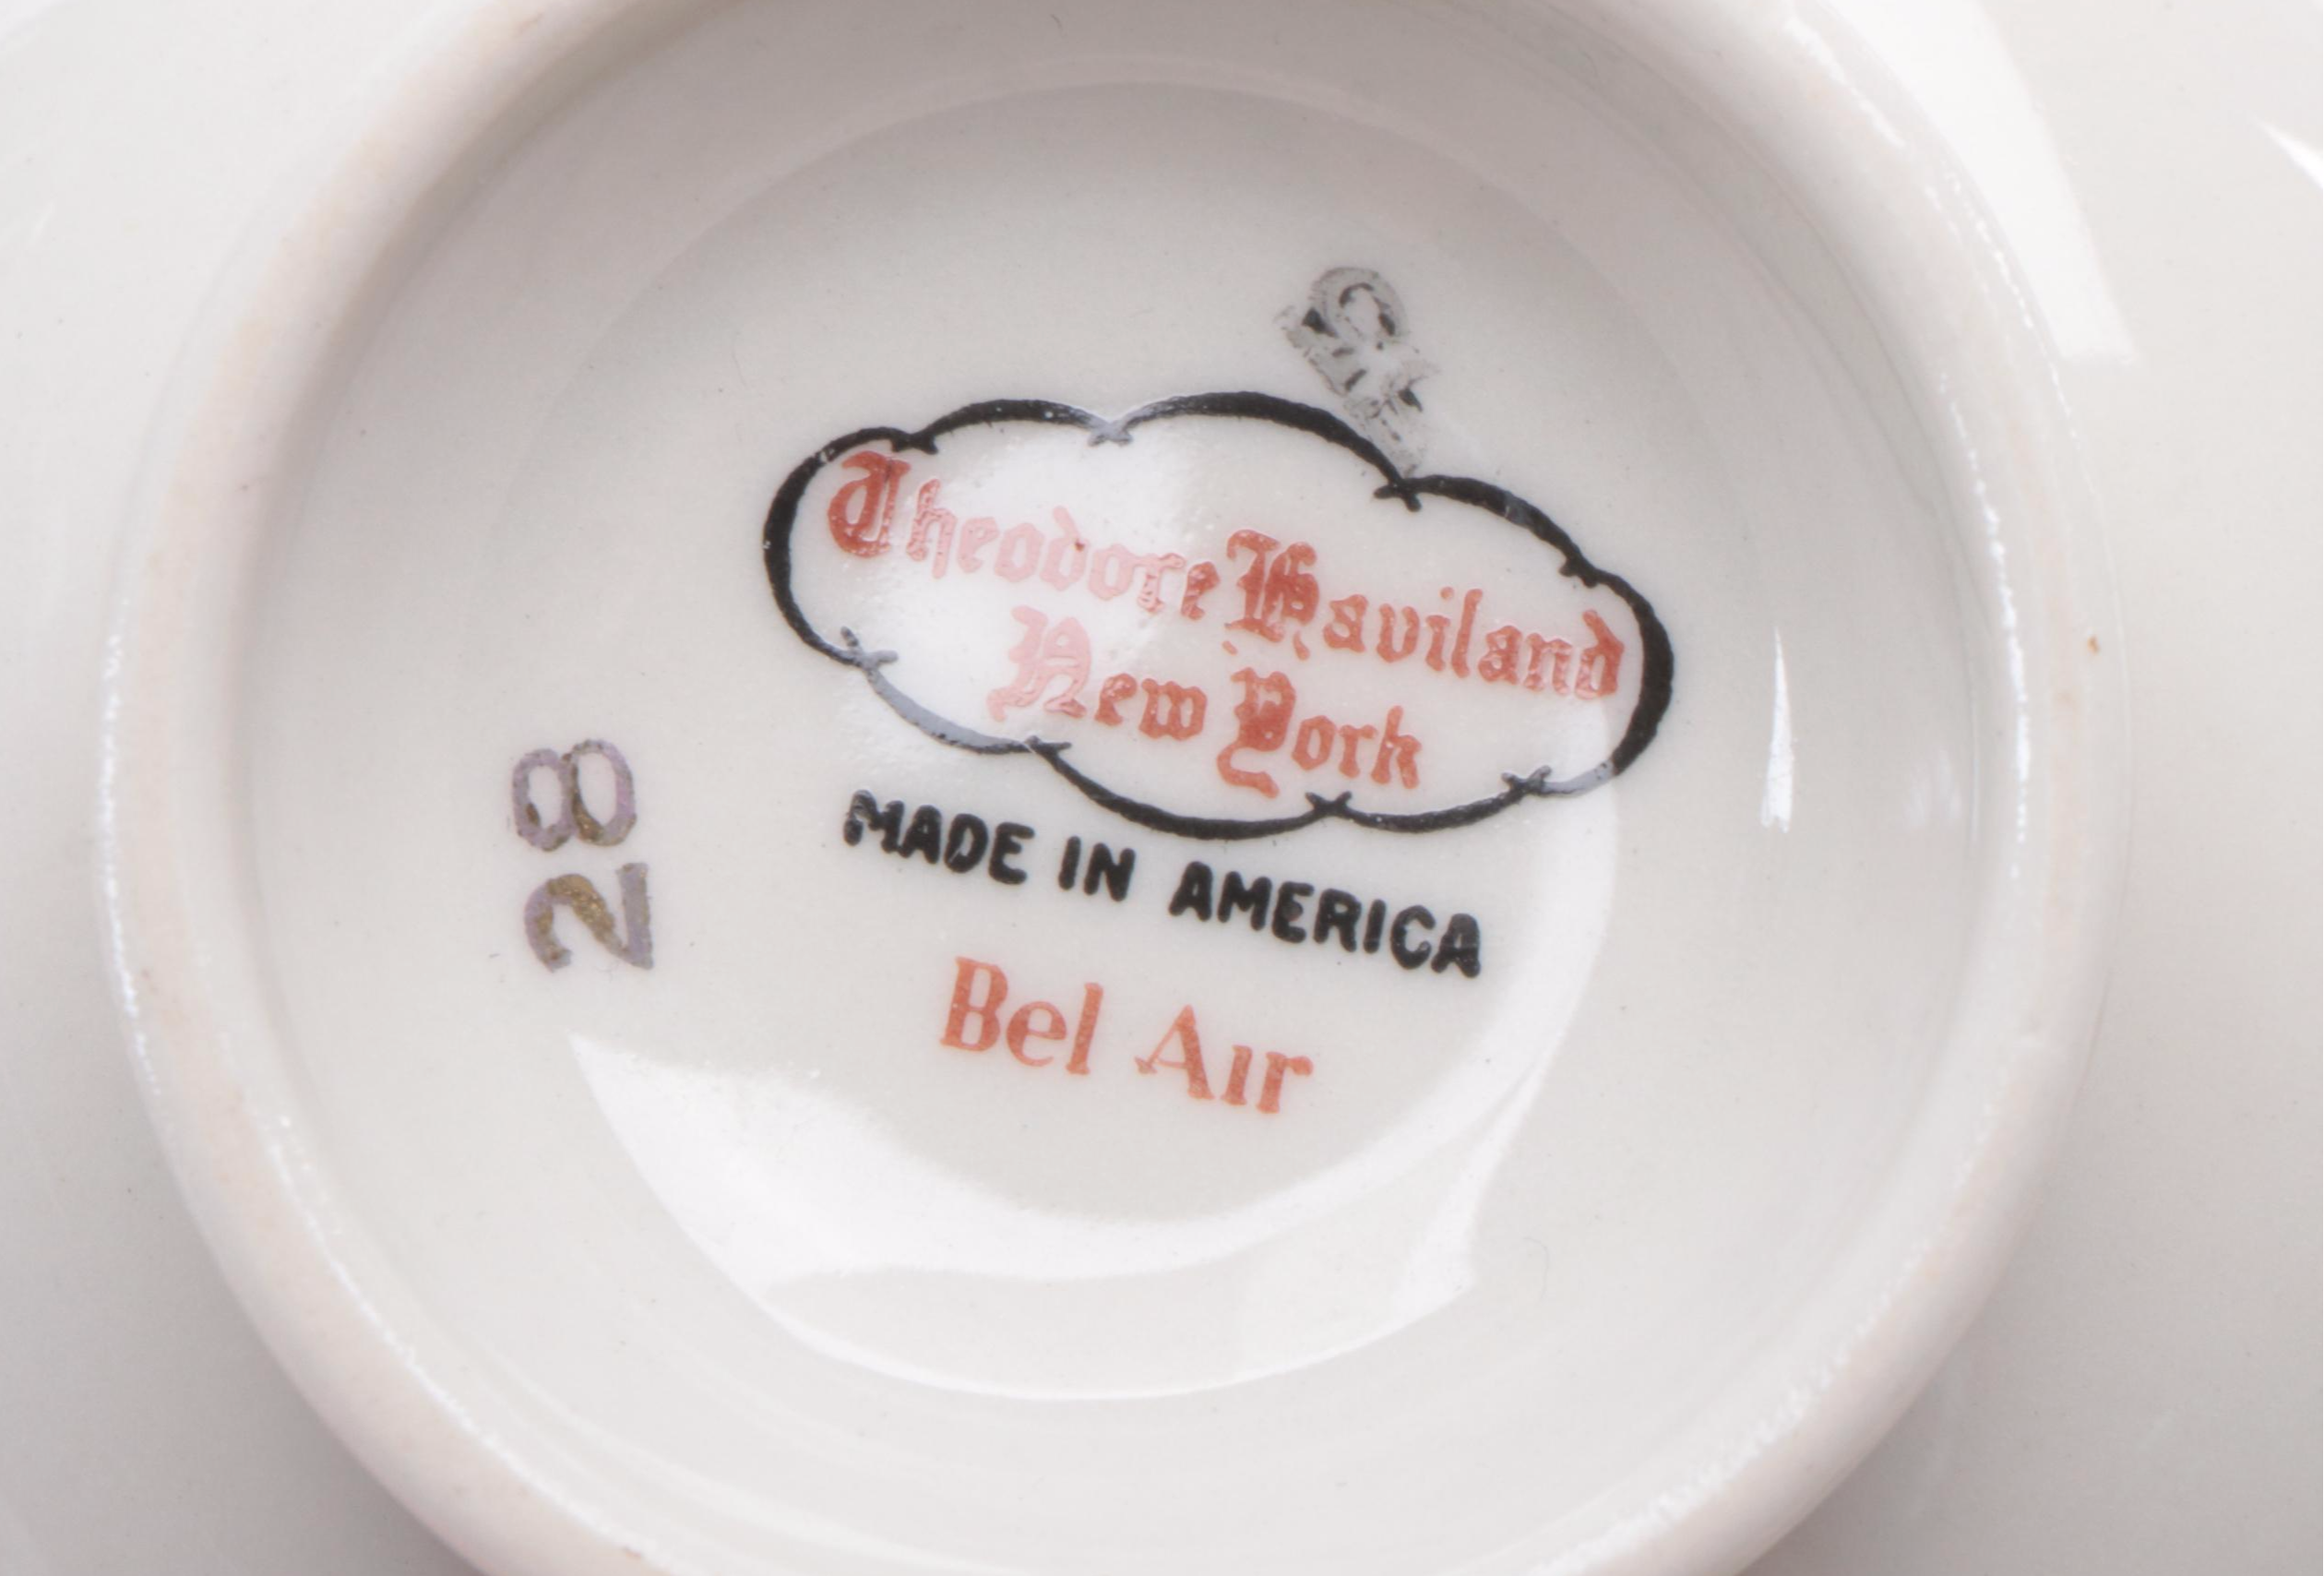 Theodore Haviland
New York
MADE IN AMERICA
Bel Air
28